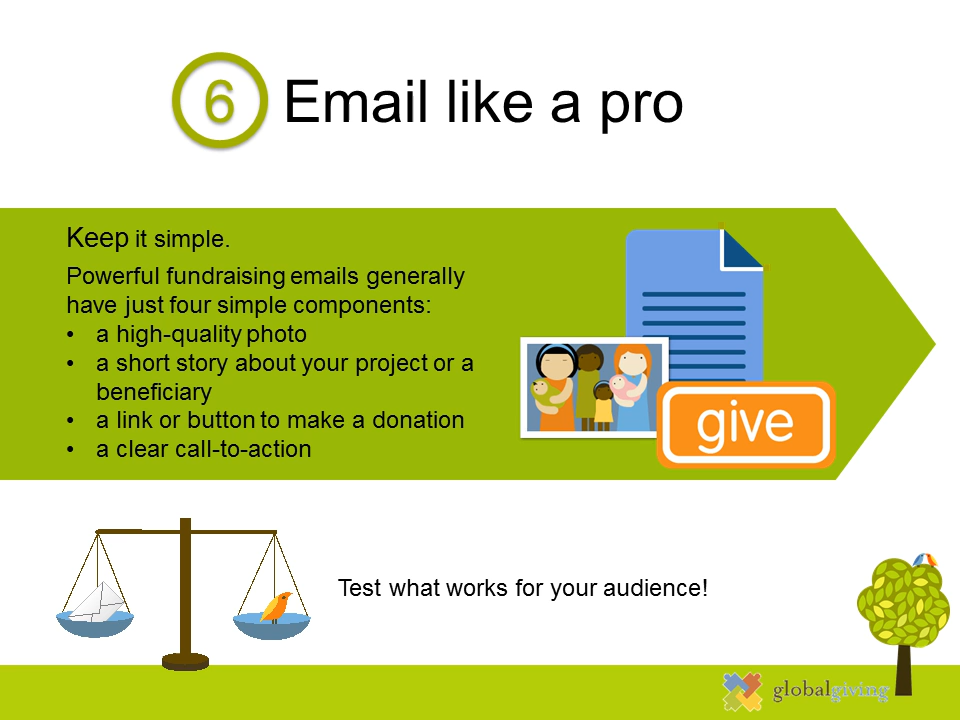 6 Email like a pro
Keep it simple.
Powerful fundraising emails generally
have just four simple components:
• a high-quality photo
• a short story about your project or a
beneficiary
• a link or button to make a donation
• a clear call-to-action
give
Test what works for your audience!
globalgiving